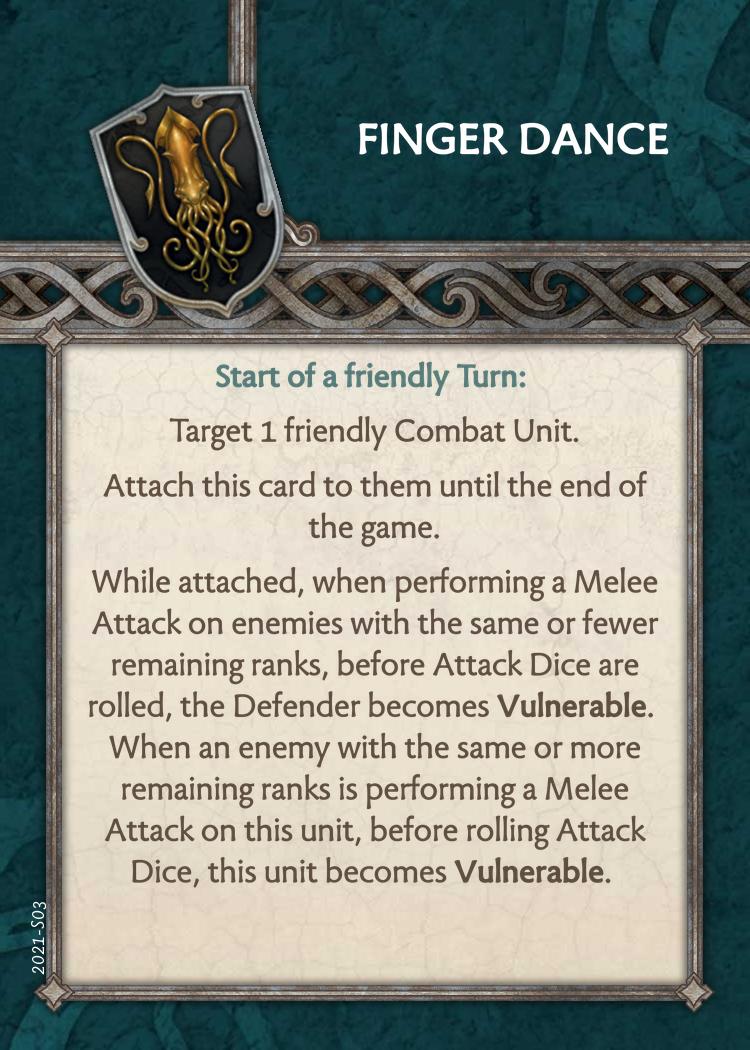 FINGER DANCE
Start of a friendly Turn:
Target 1 friendly Combat Unit.
Attach this card to them until the end of
the game.
While attached, when performing a Melee
Attack on enemies with the same or fewer
remaining ranks, before Attack Dice are
rolled, the Defender becomes Vulnerable.
When an enemy with the same or more
remaining ranks is performing a Melee
Attack on this unit, before rolling Attack
Dice, this unit becomes Vulnerable.
2021-S03